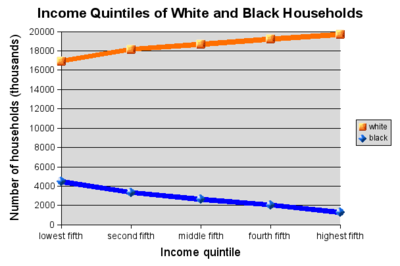 Income Quintiles of White and Black Households
Number of households (thousands)
20000
18000
16000
14000
12000
10000
8000
6000
4000
2000
0
lowest fifth second fifth middle fifth fourth fifth highest fifth
Income quintile
white
black